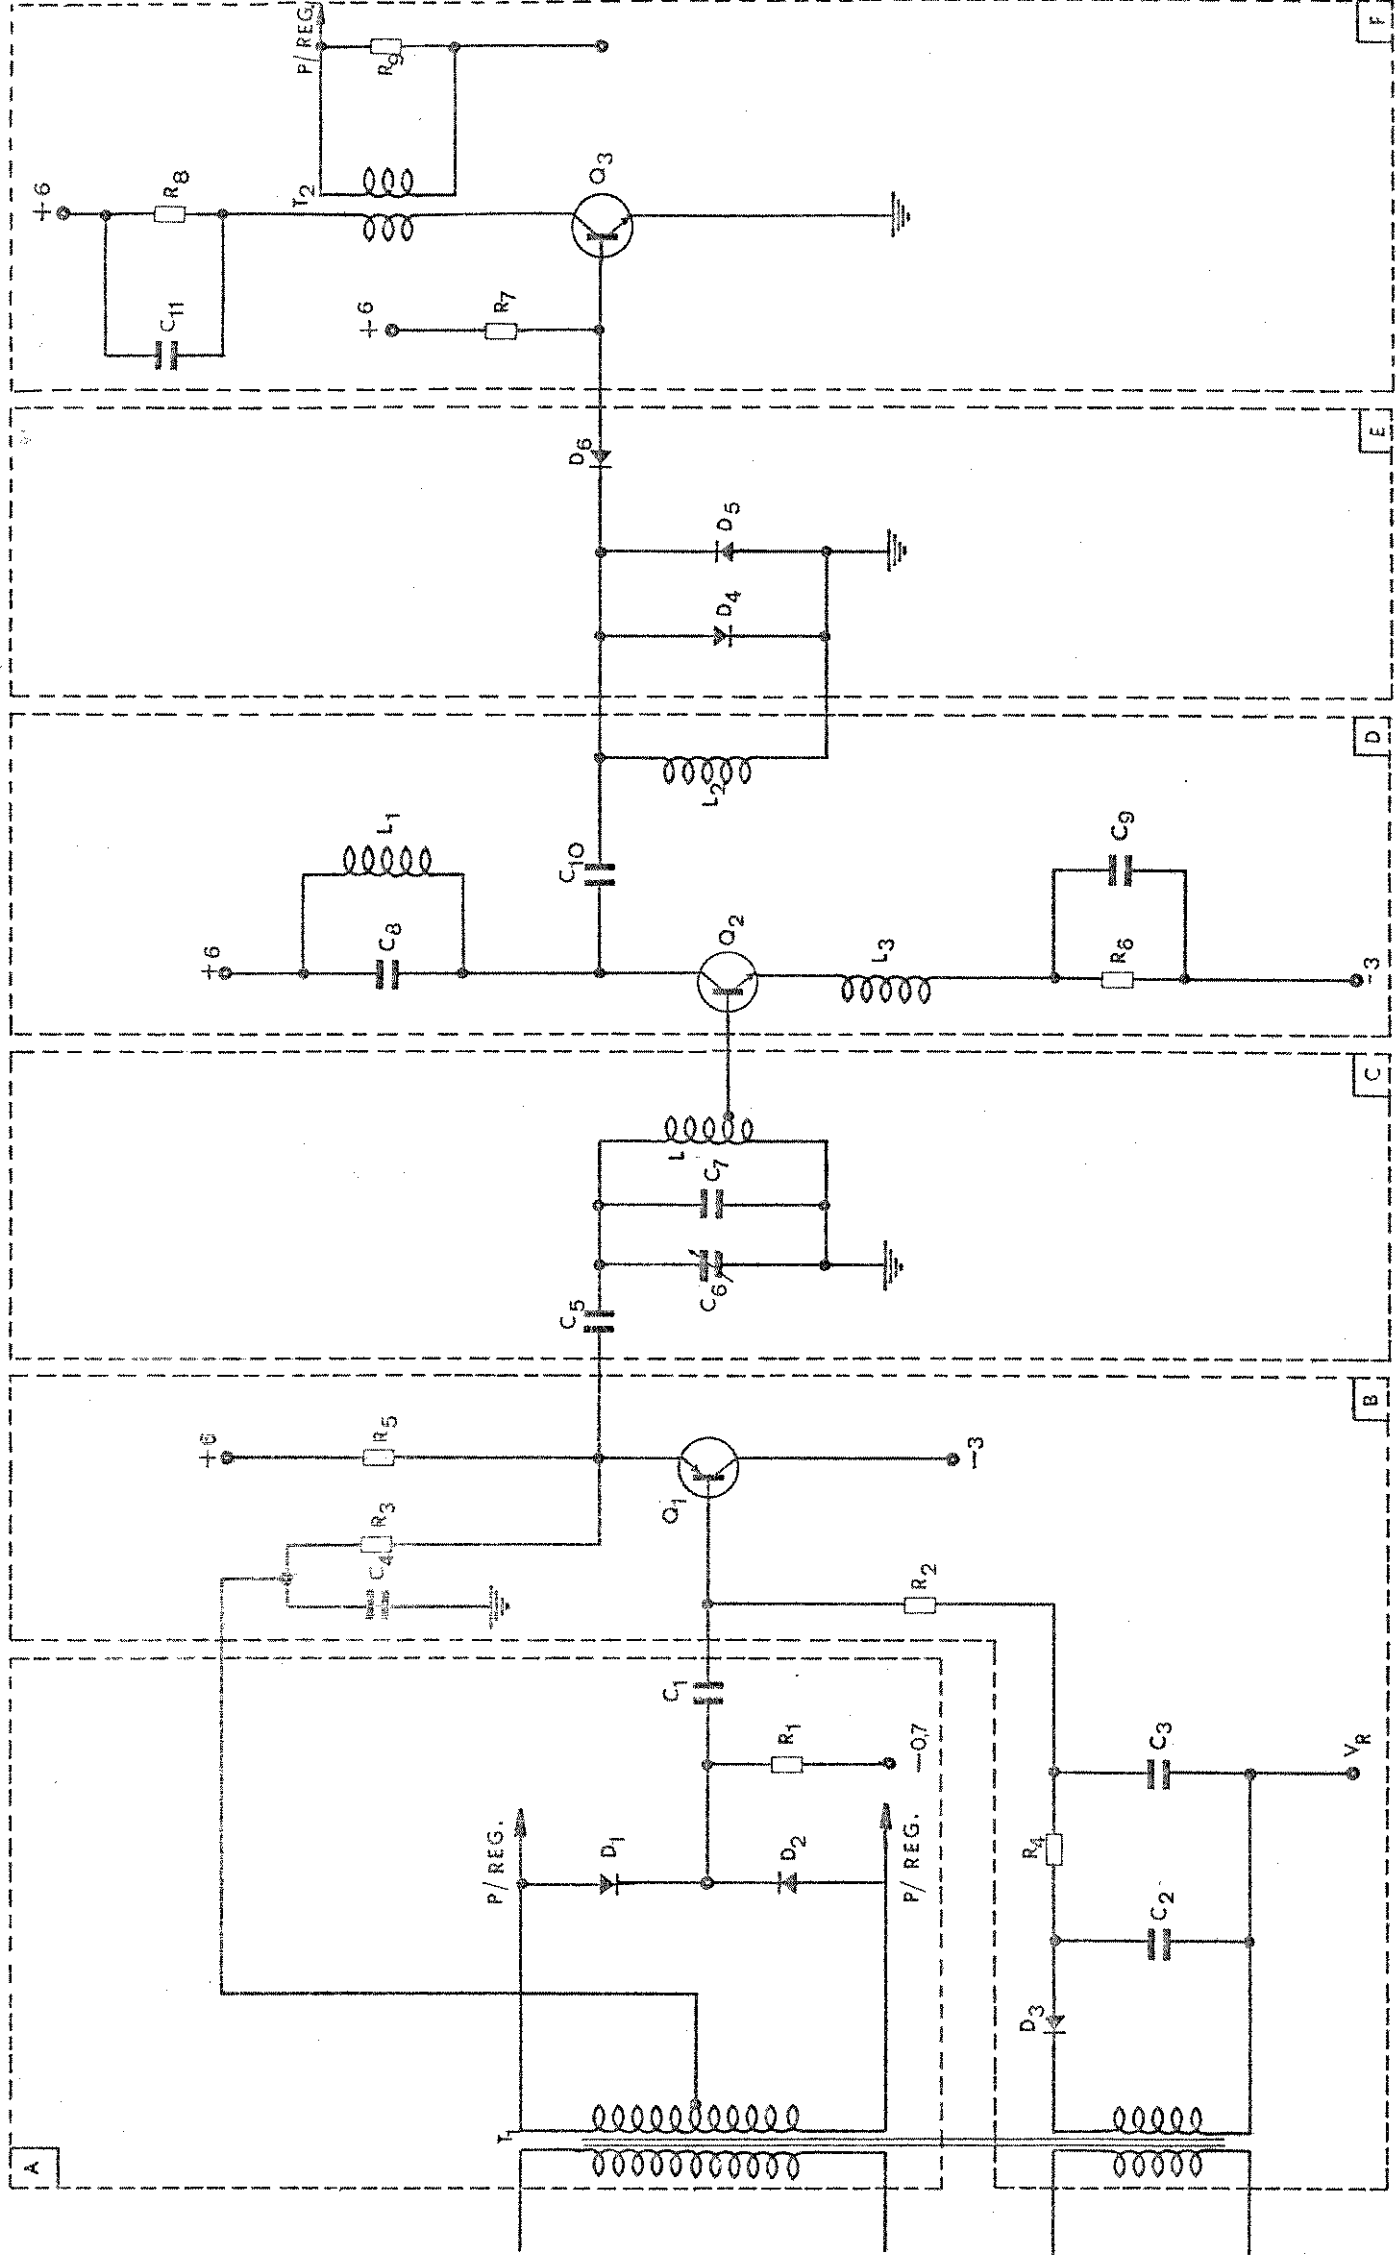 A
T
P/REG.
D1
D2
P/ REG.
R1
—0,7
C1
D3
C2
R4
C3
VR
B
C4
R3
+6
R5
Q1
R2
-3
C
C5
C6
C7
L
D
+6
C8
L1
C10
Q2
L2
L3
R6
C9
-3
E
D4
D5
D6
F
+6
C11
R8
+6
R7
T2
Q3
P/REG.
R9